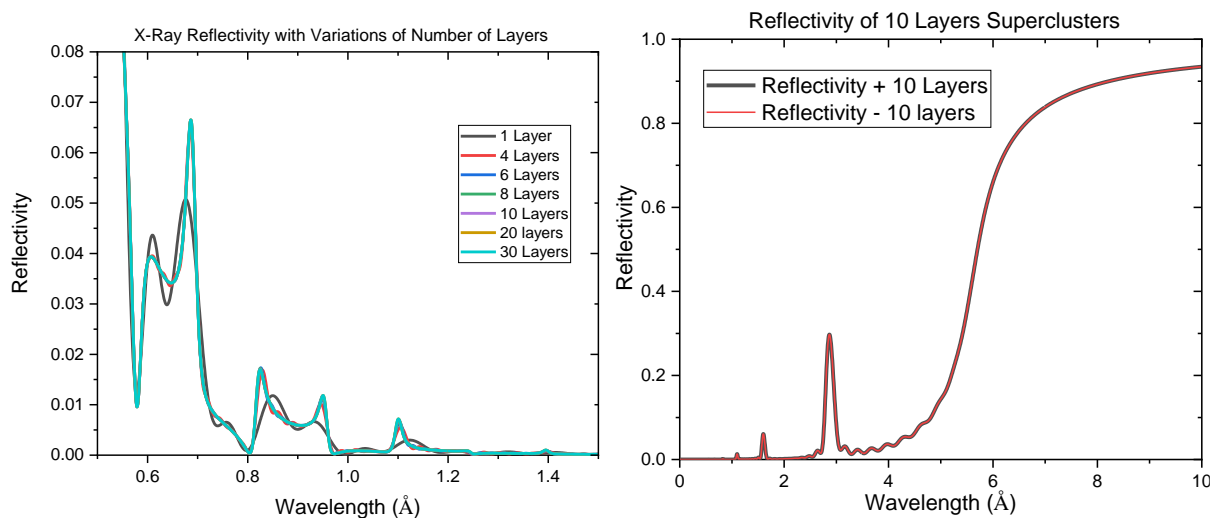 X-Ray Reflectivity with Variations of Number of Layers
0.08
0.07
0.06
0.05
0.04
0.03
0.02
0.01
0.00
Reflectivity
1 Layer
4 Layers
6 Layers
8 Layers
10 Layers
20 layers
30 Layers
0.6 0.8 1.0 1.2 1.4
Wavelength (Å)
Reflectivity of 10 Layers Superclusters
1.0
0.8
0.6
0.4
0.2
0.0
Reflectivity
Reflectivity + 10 Layers
Reflectivity - 10 layers
0 2 4 6 8 10
Wavelength (Å)